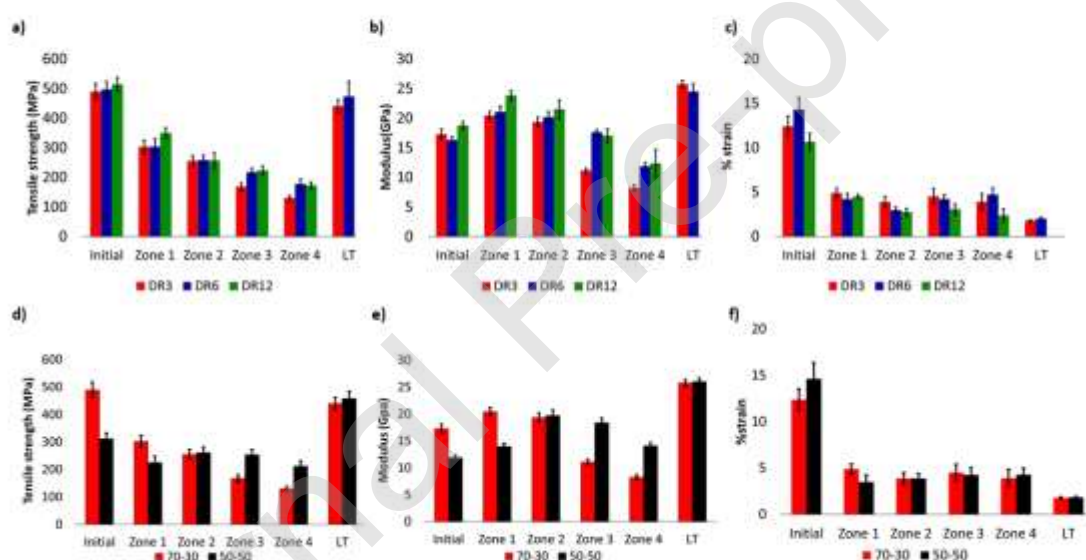 a)
Tensile strength (MPa)
600
500
400
300
200
100
0
Initial Zone 1 Zone 2 Zone 3 Zone 4 LT
DR3 DR6 DR12
b)
Modulus(GPa)
30
25
20
15
10
5
0
Initial Zone 1 Zone 2 Zone 3 Zone 4 LT
DR3 DR6 DR12
c)
% strain
20
15
10
5
0
Initial Zone 1 Zone 2 Zone 3 Zone 4 LT
DR3 DR6 DR12
d)
Tensile strength (MPa)
600
500
400
300
200
100
0
Initial Zone 1 Zone 2 Zone 3 Zone 4 LT
70-30 50-50
e)
Modulus (Gpa)
30
25
20
15
10
5
0
Initial Zone 1 Zone 2 Zone 3 Zone 4 LT
70-30 50-50
f)
%strain
20
15
10
5
0
Initial Zone 1 Zone 2 Zone 3 Zone 4 LT
70-30 50-50
nal Pre-p